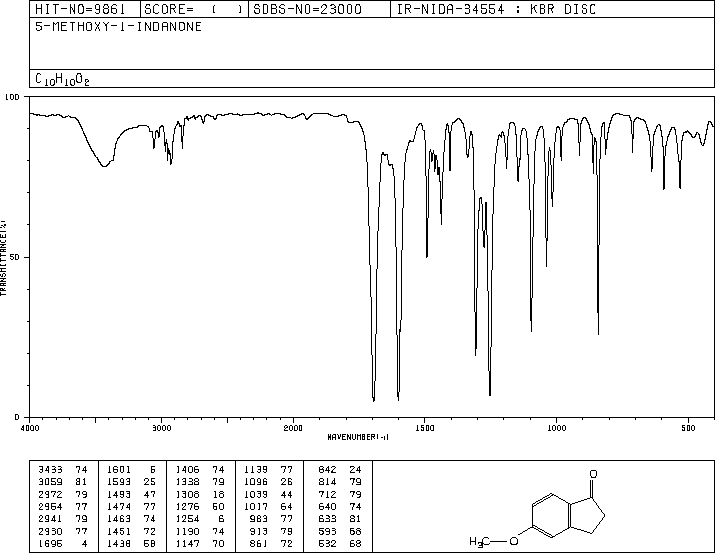 HIT-NO=9861 SCORE= ( ) SDBS-NO=23000 IR-NIDA-34554 : KBR DISC
5-METHOXY-1-INDANONE
C10H10O2
100
50
0
TRANSMITTANCE(%)
4000 3000 2000 1500 1000 500
WAVENUMBER(-1)
3433 74 1601 6 1406 74 1139 77 842 24
3059 81 1593 25 1338 79 1096 26 814 79
2972 79 1493 47 1308 18 1039 44 712 79
2964 77 1474 77 1276 60 1017 64 640 74
2941 79 1463 74 1254 6 983 77 633 81
2930 77 1451 72 1190 74 913 79 593 68
1695 4 1438 58 1147 70 861 72 532 68
O
H3C O